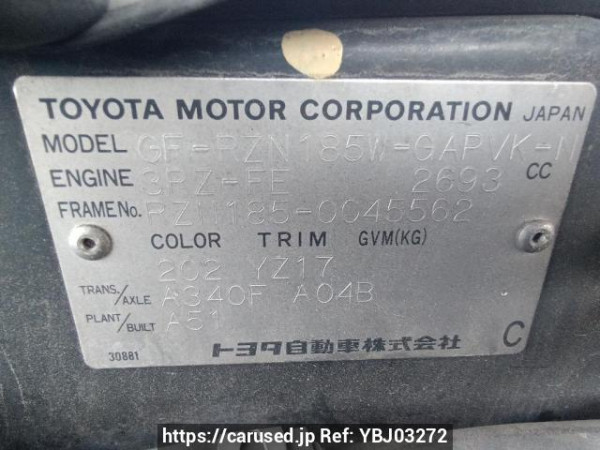 TOYOTA MOTOR CORPORATION JAPAN
MODEL GF-RZN185W-GAPVK-N
ENGINE 3RZ-FE 2693 CC
FRAME No. RZN185-0045562
COLOR TRIM GVM(KG)
202 YZ17
TRANS./AXLE A340F A04B
PLANT/BUILT A51
C
30881 トヨタ自動車株式会社
https://carused.jp Ref: YBJ03272